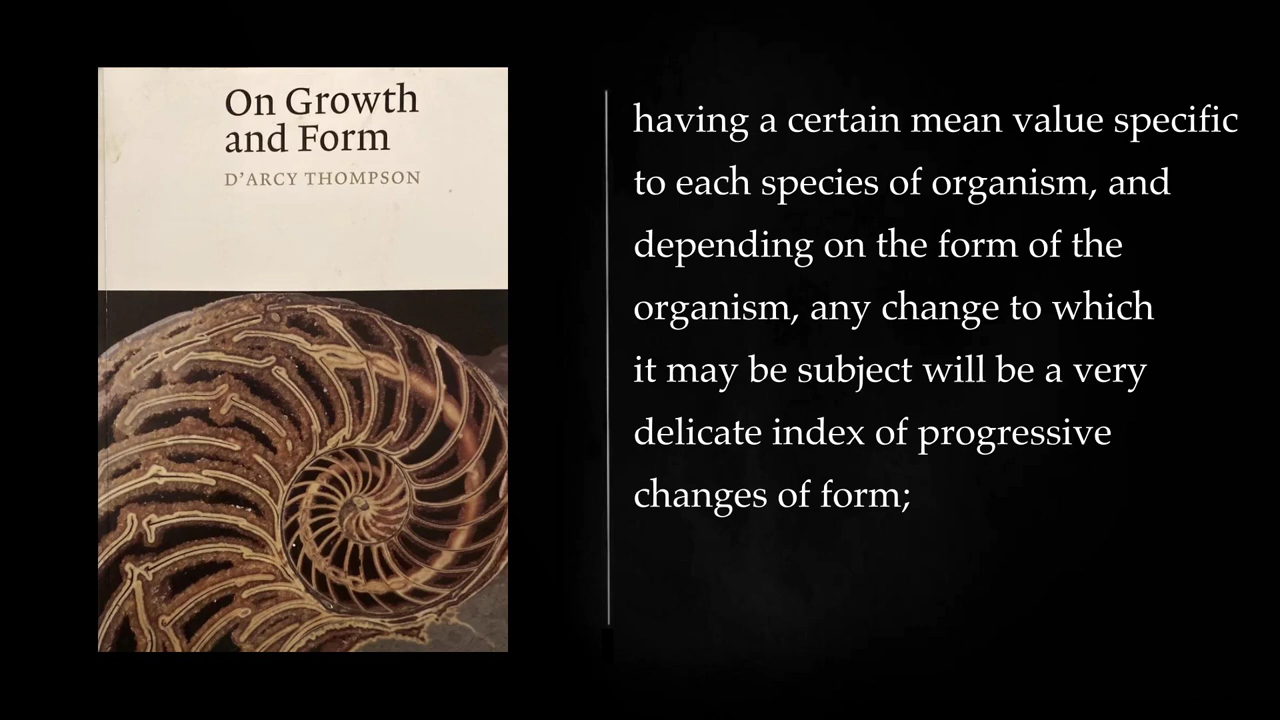 On Growth
and Form
D'ARCY THOMPSON
having a certain mean value specific
to each species of organism, and
depending on the form of the
organism, any change to which
it may be subject will be a very
delicate index of progressive
changes of form;